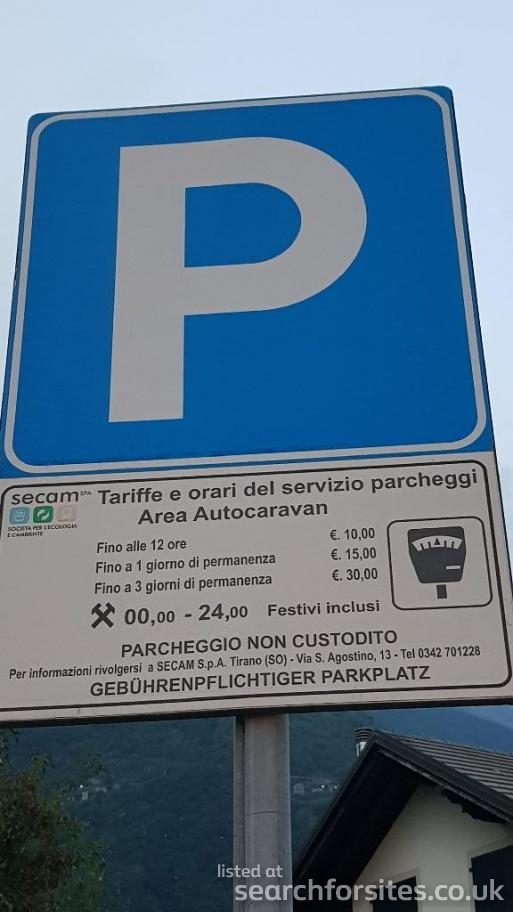 P
secam SPA
SOCIETÀ PER L'ECOLOGIA
E L'AMBIENTE
Tariffe e orari del servizio parcheggi
Area Autocaravan
Fino alle 12 ore €. 10,00
Fino a 1 giorno di permanenza €. 15,00
Fino a 3 giorni di permanenza €. 30,00
00,00 - 24,00 Festivi inclusi
PARCHEGGIO NON CUSTODITO
Per informazioni rivolgersi a SECAM S.p.A. Tirano (SO) - Via S. Agostino, 13 - Tel 0342 701228
GEBÜHRENPFLICHTIGER PARKPLATZ
listed at
searchforsites.co.uk